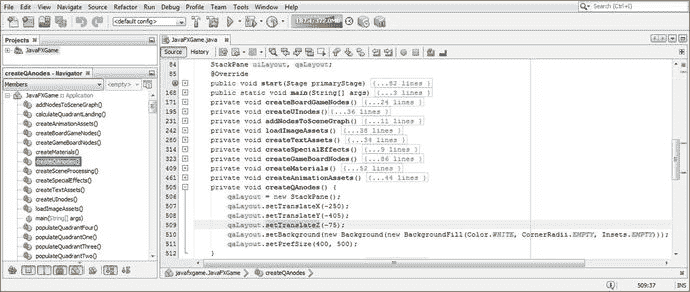 File Edit View Navigate Source Refactor Run Debug Profile Team Tools Window Help
Search (Ctrl+I)
<default config>
Projects
JavaFXGame
createQAnodes - Navigator
Members
<empty>
JavaFXGame :: Application
addNodesToSceneGraph()
calculateQuadrantLanding()
createAnimationAssets()
createBoardGameNodes()
createGameBoardNodes()
createMaterials()
createQAnodes()
createSceneProcessing()
createSpecialEffects()
createTextAssets()
createUInodes()
loadImageAssets()
main(String[] args)
populateQuadrantFour()
populateQuadrantOne()
populateQuadrantThree()
populateQuadrantTwo()
JavaFXGame.java
Source History
84 StackPane uiLayout, qaLayout;
85 @Override
86 public void start(Stage primaryStage) {...82 lines }
168 public static void main(String[] args) {...3 lines }
171 private void createBoardGameNodes() {...24 lines }
195 private void createUInodes() {...36 lines }
231 private void addNodesToSceneGraph() {...11 lines }
242 private void loadImageAssets() {...38 lines }
280 private void createTextAssets() {...34 lines }
314 private void createSpecialEffects() {...9 lines }
323 private void createGameBoardNodes() {...86 lines }
409 private void createMaterials() {...52 lines }
461 private void createAnimationAssets() {...44 lines }
505 private void createQAnodes() {
506 qaLayout = new StackPane();
507 qaLayout.setTranslateX(-250);
508 qaLayout.setTranslateY(-405);
509 qaLayout.setTranslateZ(-75);
510 qaLayout.setBackground(new Background(new BackgroundFill(Color.WHITE, CornerRadii.EMPTY, Insets.EMPTY)));
511 qaLayout.setPrefSize(400, 500);
512 }
javafxgame.JavaFXGame
createQAnodes()
509:37
INS